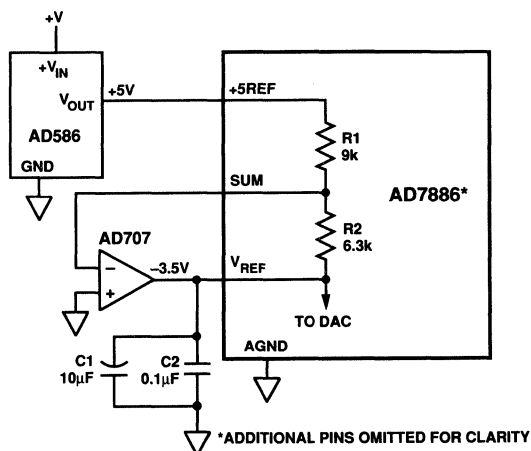 +V
+VIN
VOUT
+5V
AD586
GND
+5REF
R1
9k
SUM
AD7886*
R2
6.3k
AD707
−
+
−3.5V
VREF
TO DAC
C1
10µF
C2
0.1µF
AGND
*ADDITIONAL PINS OMITTED FOR CLARITY